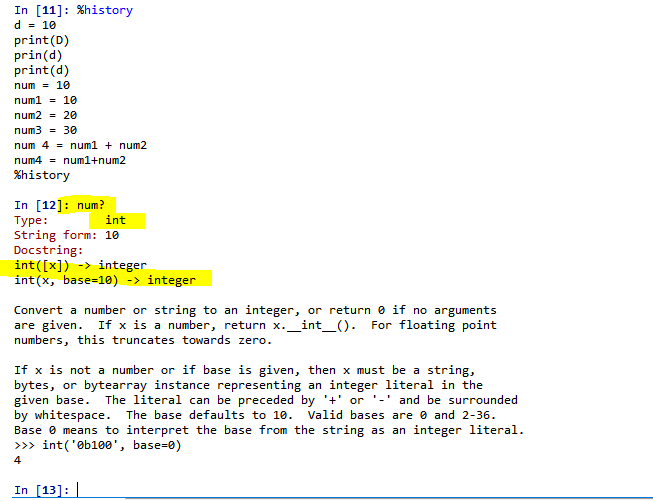 In [11]: %history
d = 10
print(D)
prin(d)
print(d)
num = 10
num1 = 10
num2 = 20
num3 = 30
num 4 = num1 + num2
num4 = num1+num2
%history
In [12]: num?
Type: int
String form: 10
Docstring:
int([x]) -> integer
int(x, base=10) -> integer
Convert a number or string to an integer, or return 0 if no arguments
are given. If x is a number, return x.__int__(). For floating point
numbers, this truncates towards zero.
If x is not a number or if base is given, then x must be a string,
bytes, or bytearray instance representing an integer literal in the
given base. The literal can be preceded by '+' or '-' and be surrounded
by whitespace. The base defaults to 10. Valid bases are 0 and 2-36.
Base 0 means to interpret the base from the string as an integer literal.
>>> int('0b100', base=0)
4
In [13]: